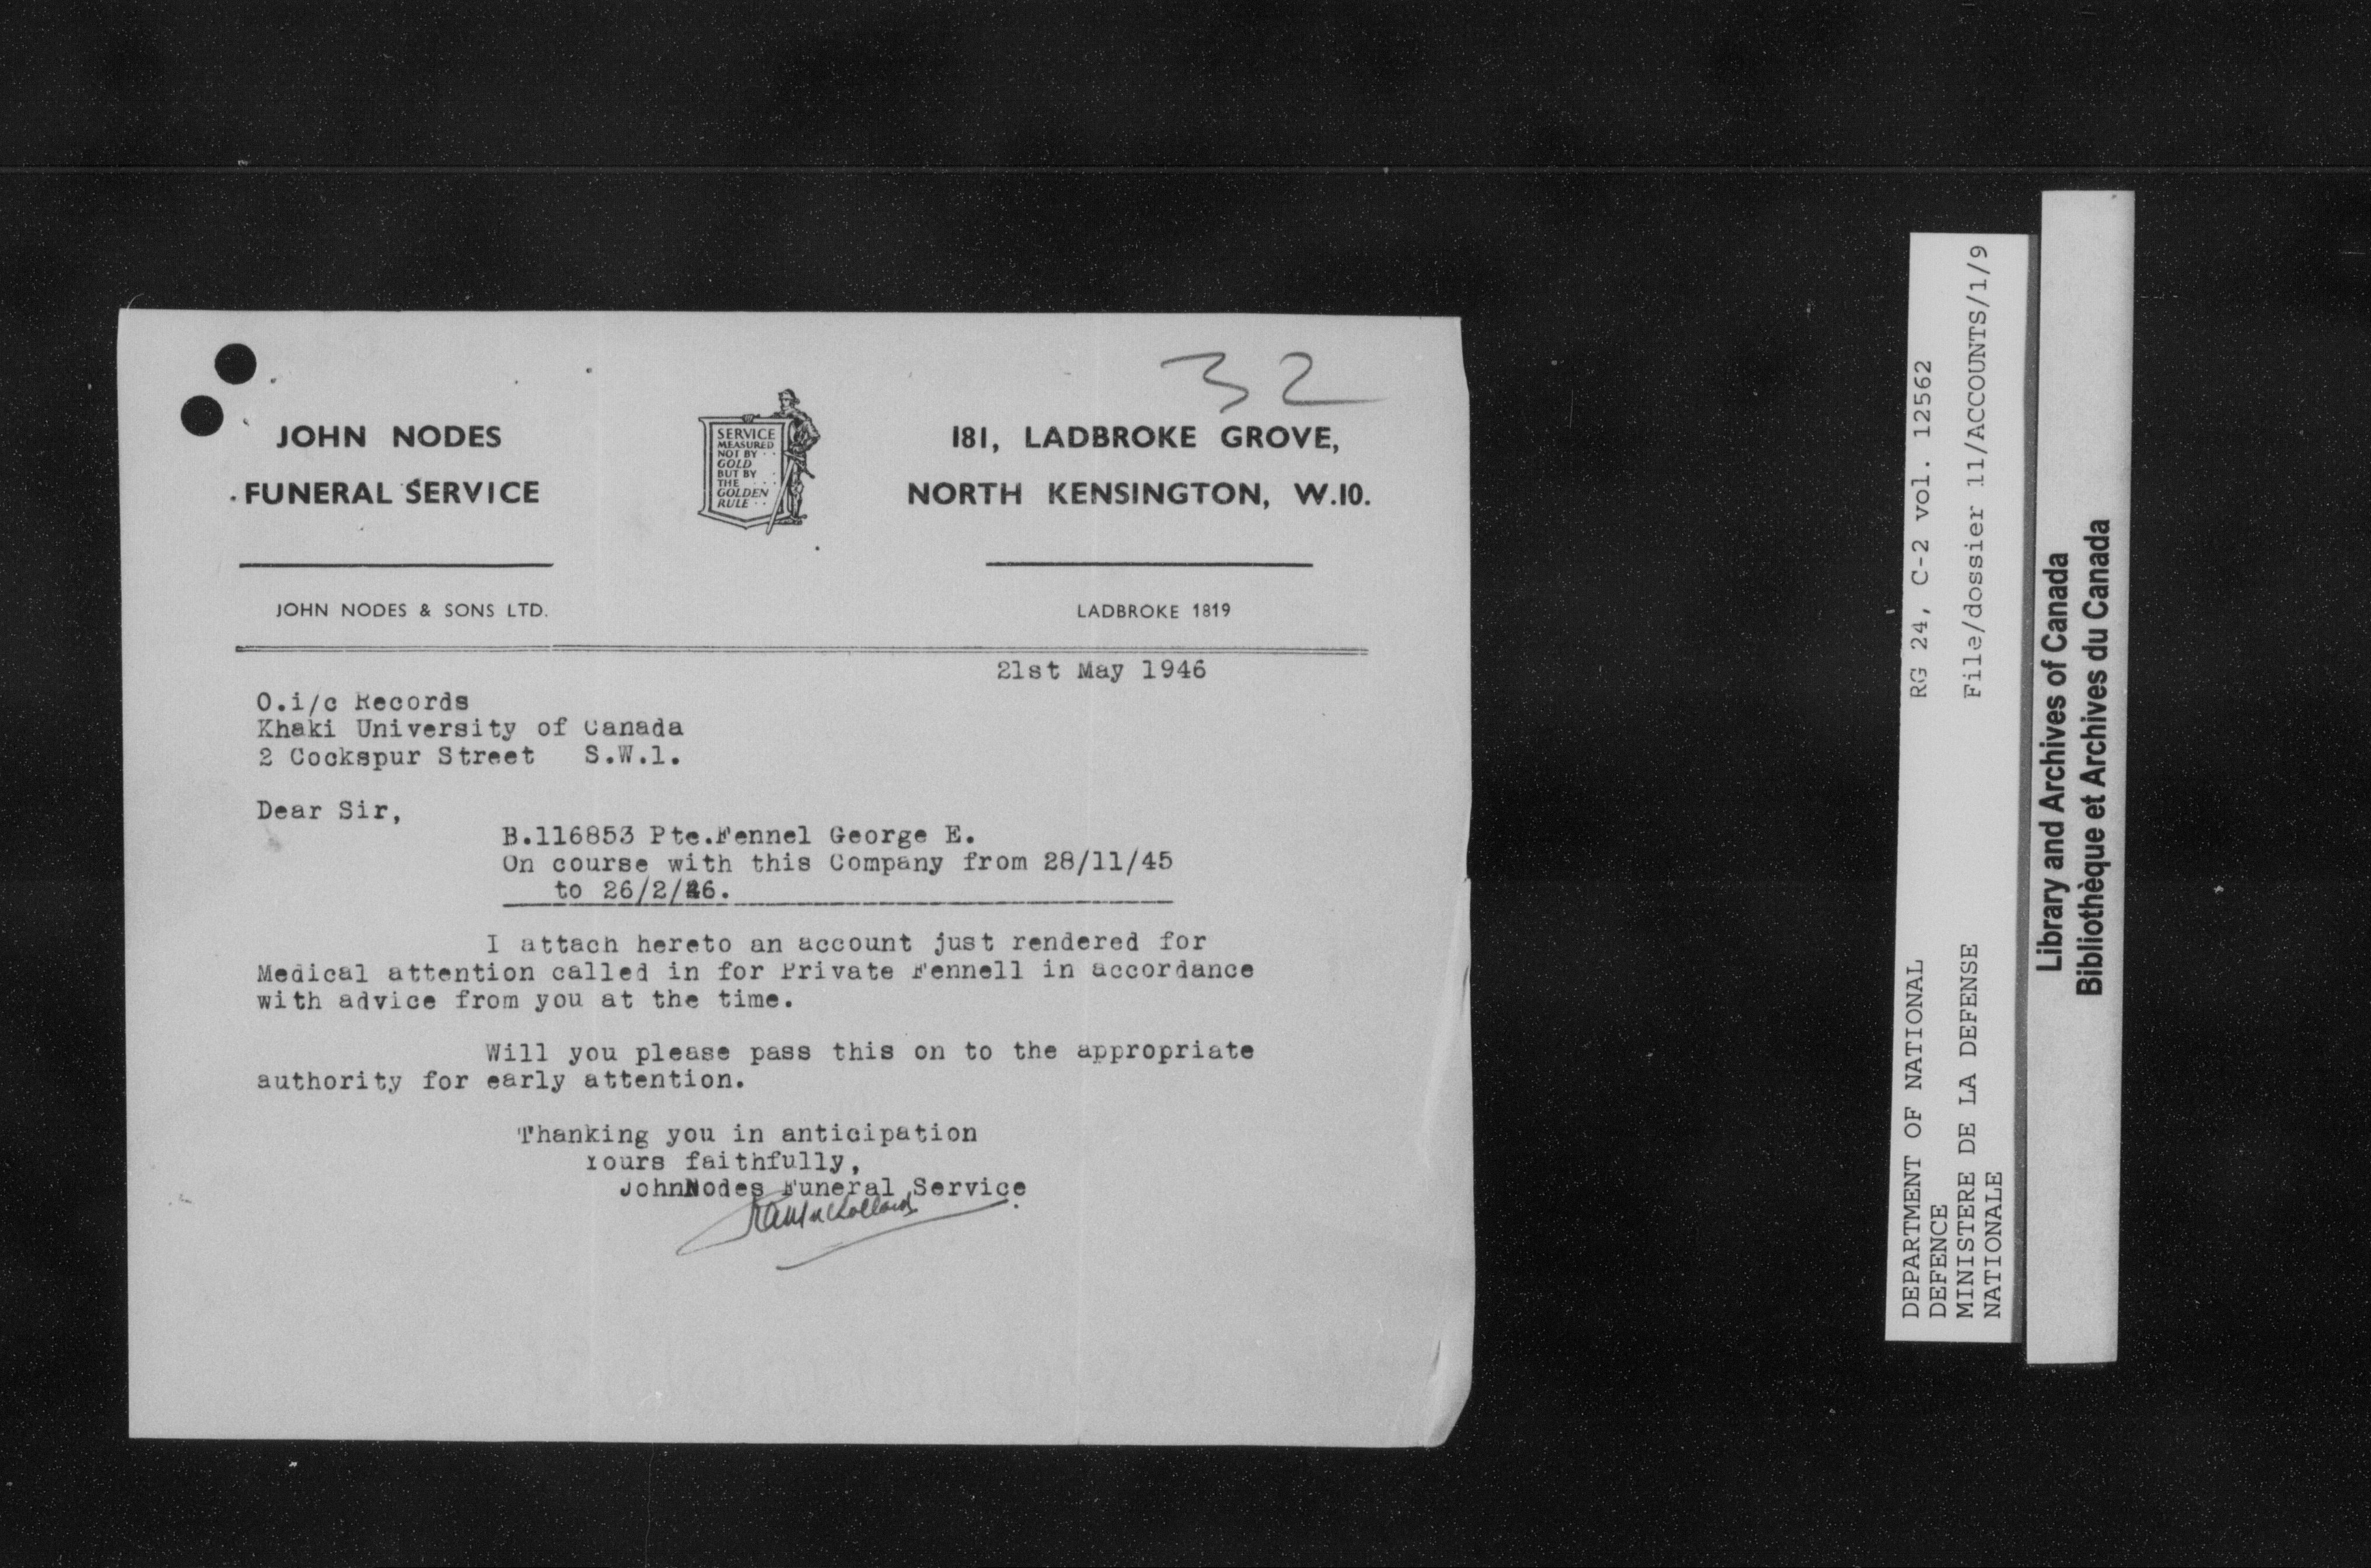 32
JOHN NODES
FUNERAL SERVICE
SERVICE
MEASURED
NOT BY
GOLD
BUT BY
THE
GOLDEN
RULE
181, LADBROKE GROVE,
NORTH KENSINGTON, W.10.
JOHN NODES & SONS LTD.
LADBROKE 1819
21st May 1946
O.i/c Records
Khaki University of Canada
2 Cockspur Street S.W.1.
Dear Sir,
B.116853 Pte.Fennel George E.
On course with this Company from 28/11/45
to 26/2/46.
I attach hereto an account just rendered for
Medical attention called in for Private Fennell in accordance
with advice from you at the time.
Will you please pass this on to the appropriate
authority for early attention.
Thanking you in anticipation
Yours faithfully,
JohnNodes Funeral Service
RG 24, C-2 vol. 12562
File/dossier 11/ACCOUNTS/1/9
DEPARTMENT OF NATIONAL
DEFENCE
MINISTERE DE LA DEFENSE
NATIONALE
Library and Archives of Canada
Bibliothèque et Archives du Canada